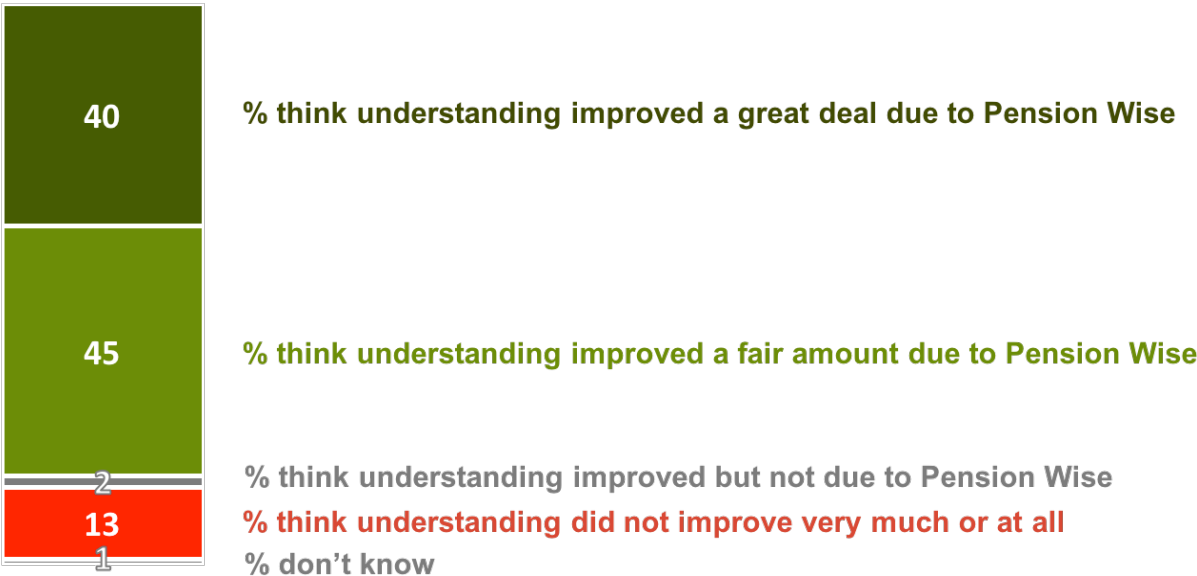 40 % think understanding improved a great deal due to Pension Wise
45 % think understanding improved a fair amount due to Pension Wise
2 % think understanding improved but not due to Pension Wise
13 % think understanding did not improve very much or at all
1 % don’t know